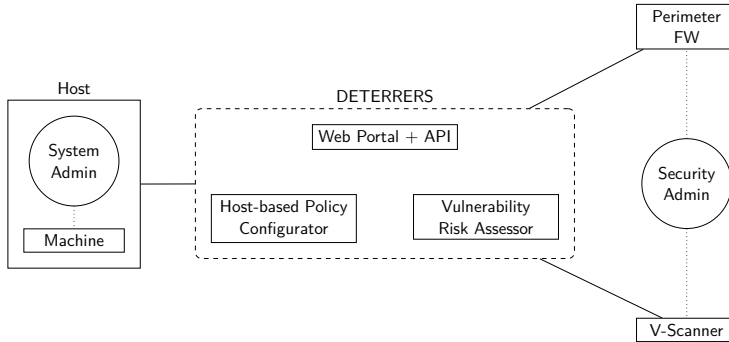 Perimeter
FW
Host
DETERRERS
Web Portal + API
System
Admin
Security
Admin
Host-based Policy
Configurator
Vulnerability
Risk Assessor
Machine
V-Scanner